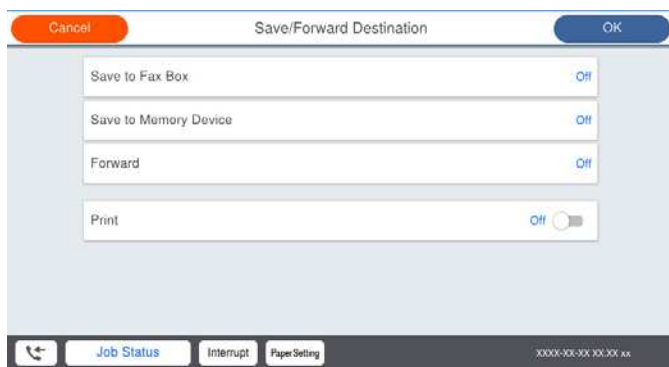 Cancel Save/Forward Destination OK
Save to Fax Box Off
Save to Memory Device Off
Forward Off
Print Off
Job Status Interrupt Paper Setting XXXX-XX-XX XX:XX xx